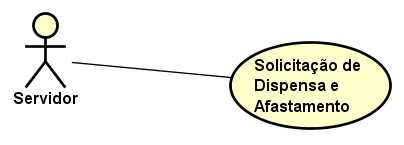 Servidor
Solicitação de
Dispensa e
Afastamento